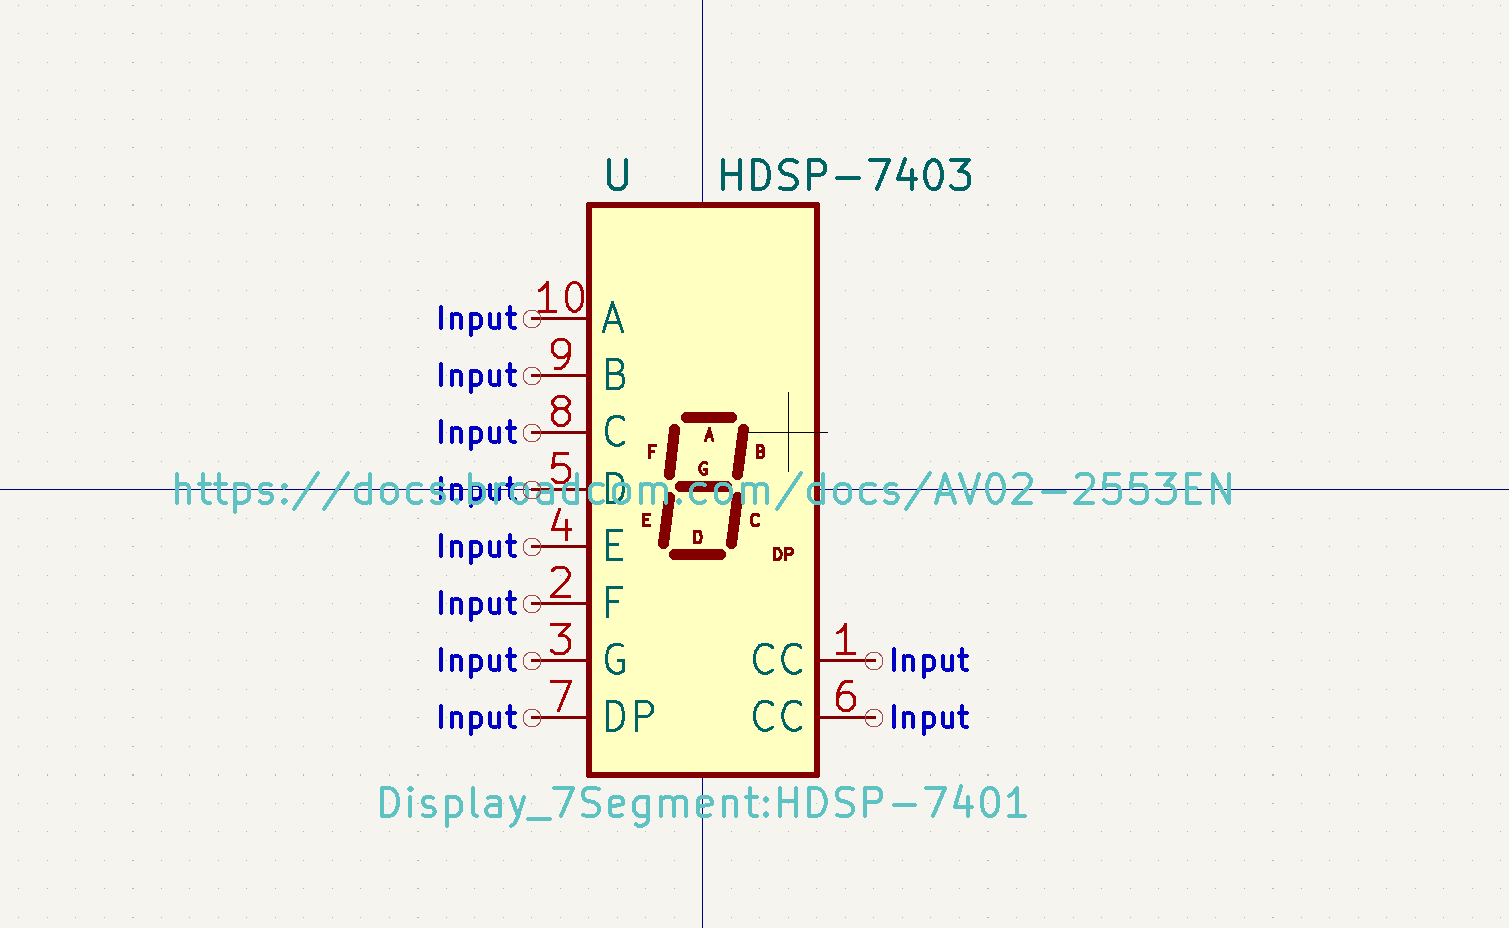 U HDSP-7403
Input 10 A
Input 9 B
Input 8 C
Input 5 D
Input 4 E
Input 2 F
Input 3 G
Input 7 DP
A
F B
G
https://docs.broadcom.com/docs/AV02-2553EN
E C
D
DP
CC 1 Input
CC 6 Input
Display_7Segment:HDSP-7401